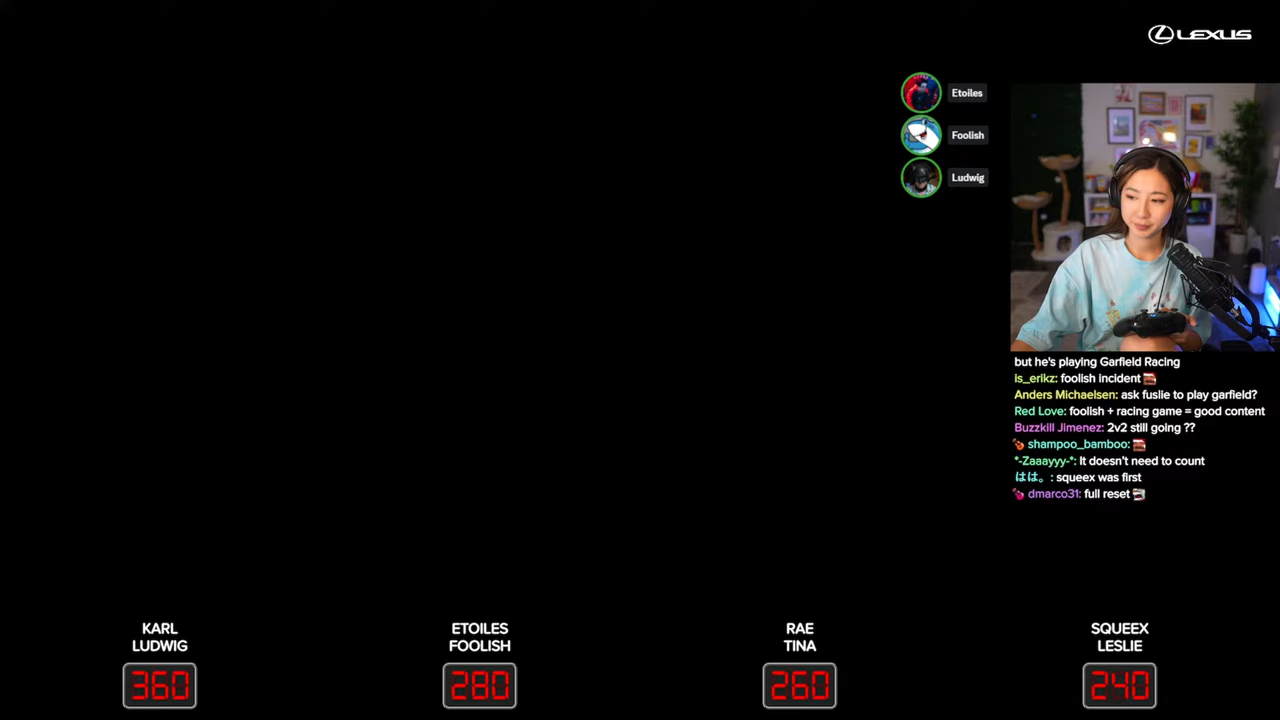 LEXUS
Etoiles
Foolish
Ludwig
but he's playing Garfield Racing
is_erikz: foolish incident
Anders Michaelsen: ask fuslie to play garfield?
Red Love: foolish + racing game = good content
Buzzkill Jimenez: 2v2 still going ??
shampoo_bamboo:
*-Zaaayyy-*: It doesn't need to count
はは。: squeex was first
dmarco31: full reset
KARL
LUDWIG
360
ETOILES
FOOLISH
280
RAE
TINA
260
SQUEEX
LESLIE
240